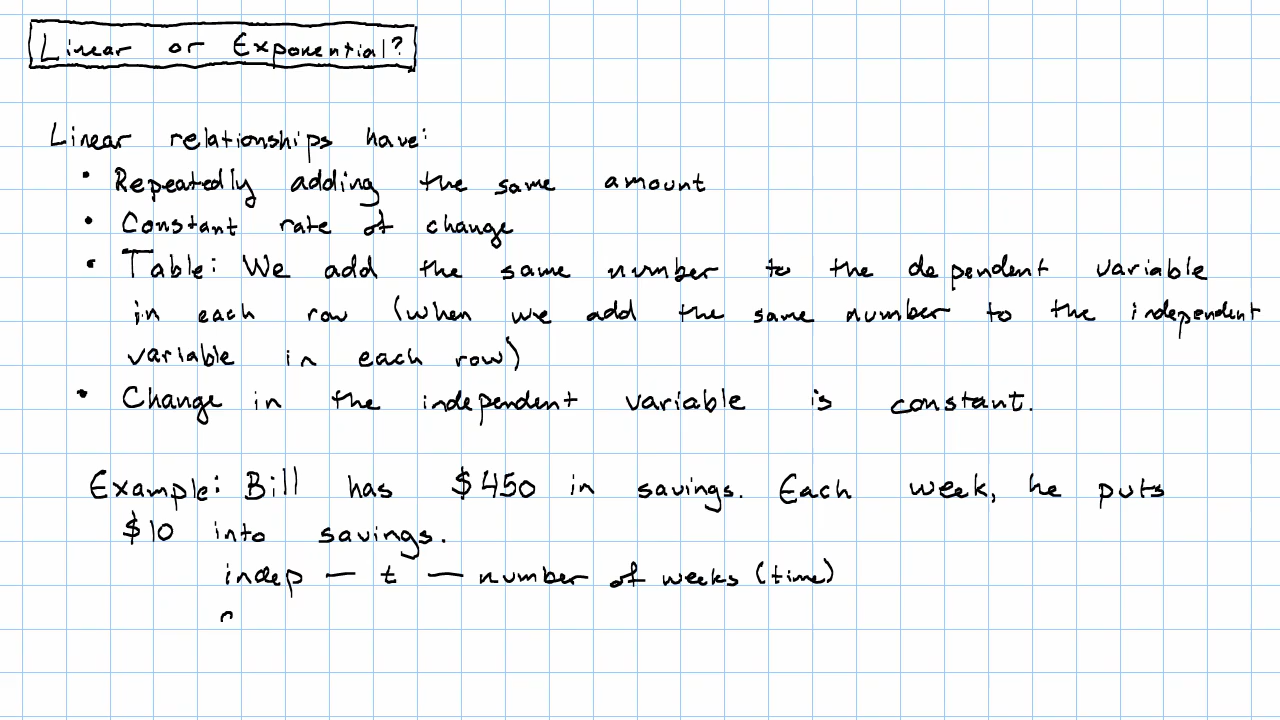 Linear or Exponential?
Linear relationships have:
• Repeatedly adding the same amount
• Constant rate of change
• Table: We add the same number to the dependent variable
in each row (when we add the same number to the independent
variable in each row)
• Change in the independent variable is constant.
Example: Bill has $450 in savings. Each week, he puts
$10 into savings.
indep — t — number of weeks (time)